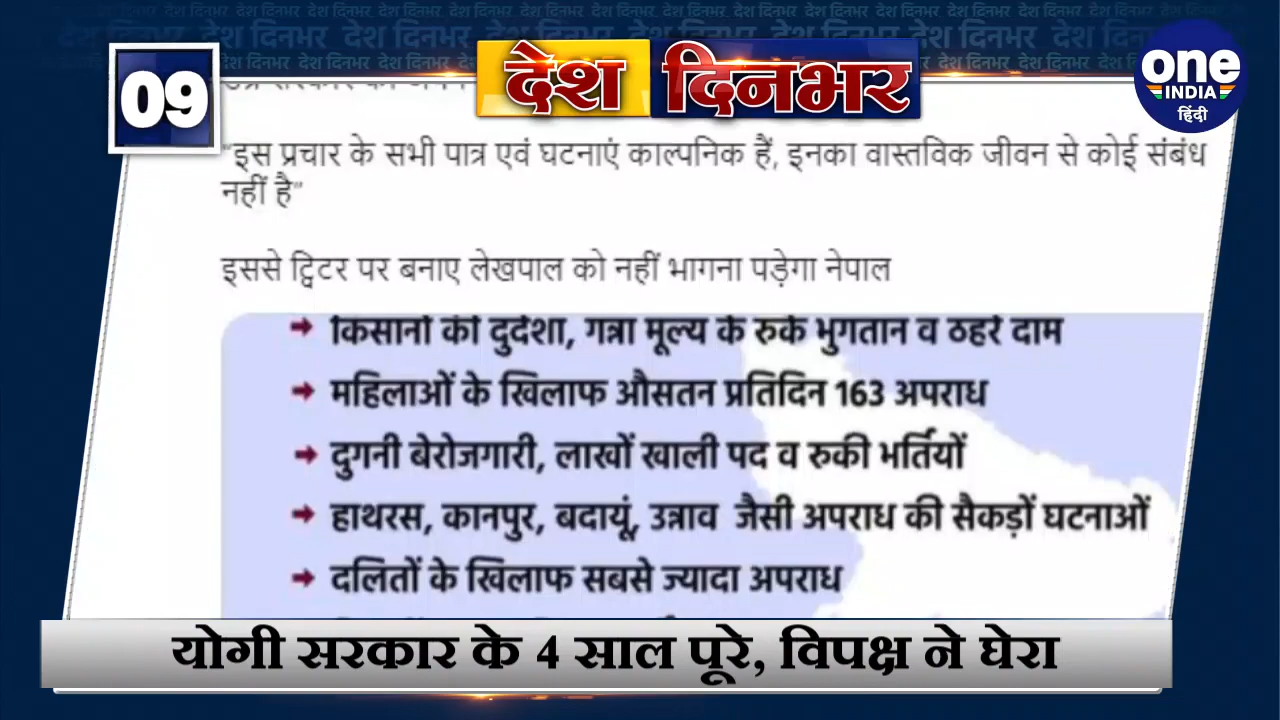 देश दिनभर
09
one
INDIA
हिंदी
"इस प्रचार के सभी पात्र एवं घटनाएं काल्पनिक हैं, इनका वास्तविक जीवन से कोई संबंध
नहीं है"
इससे ट्विटर पर बनाए लेखपाल को नहीं भागना पड़ेगा नेपाल
➔ किसानों की दुर्दशा, गन्ना मूल्य के रुके भुगतान व ठहरे दाम
➔ महिलाओं के खिलाफ औसतन प्रतिदिन 163 अपराध
➔ दुगनी बेरोजगारी, लाखों खाली पद व रुकी भर्तियों
➔ हाथरस, कानपुर, बदायूं, उन्नाव जैसी अपराध की सैकड़ों घटनाओं
➔ दलितों के खिलाफ सबसे ज्यादा अपराध
योगी सरकार के 4 साल पूरे, विपक्ष ने घेरा